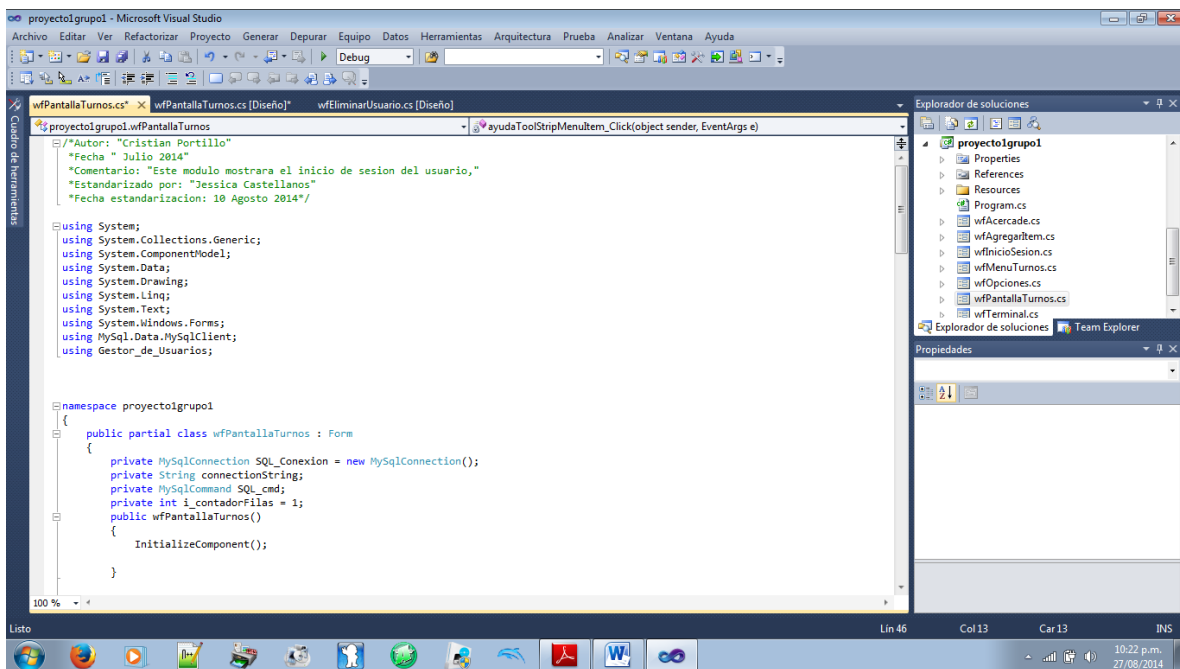 proyecto1grupo1 - Microsoft Visual Studio
Archivo Editar Ver Refactorizar Proyecto Generar Depurar Equipo Datos Herramientas Arquitectura Prueba Analizar Ventana Ayuda
Debug
wfPantallaTurnos.cs* wfPantallaTurnos.cs [Diseño]* wfEliminarUsuario.cs [Diseño]
Cuadro de herramientas
proyecto1grupo1.wfPantallaTurnos ayudaToolStripMenuItem_Click(object sender, EventArgs e)
/*Autor: "Cristian Portillo"
*Fecha " Julio 2014"
*Comentario: "Este modulo mostrara el inicio de sesion del usuario,"
*Estandarizado por: "Jessica Castellanos"
*Fecha estandarizacion: 10 Agosto 2014*/
using System;
using System.Collections.Generic;
using System.ComponentModel;
using System.Data;
using System.Drawing;
using System.Linq;
using System.Text;
using System.Windows.Forms;
using MySql.Data.MySqlClient;
using Gestor_de_Usuarios;
namespace proyecto1grupo1
{
public partial class wfPantallaTurnos : Form
{
private MySqlConnection SQL_Conexion = new MySqlConnection();
private String connectionString;
private MySqlCommand SQL_cmd;
private int i_contadorFilas = 1;
public wfPantallaTurnos()
{
InitializeComponent();
}
100 %
Explorador de soluciones
proyecto1grupo1
Properties
References
Resources
Program.cs
wfAcercade.cs
wfAgregarItem.cs
wfInicioSesion.cs
wfMenuTurnos.cs
wfOpciones.cs
wfPantallaTurnos.cs
wfTerminal.cs
Explorador de soluciones Team Explorer
Propiedades
Listo Lín 46 Col 13 Car 13 INS
10:22 p.m.
27/08/2014